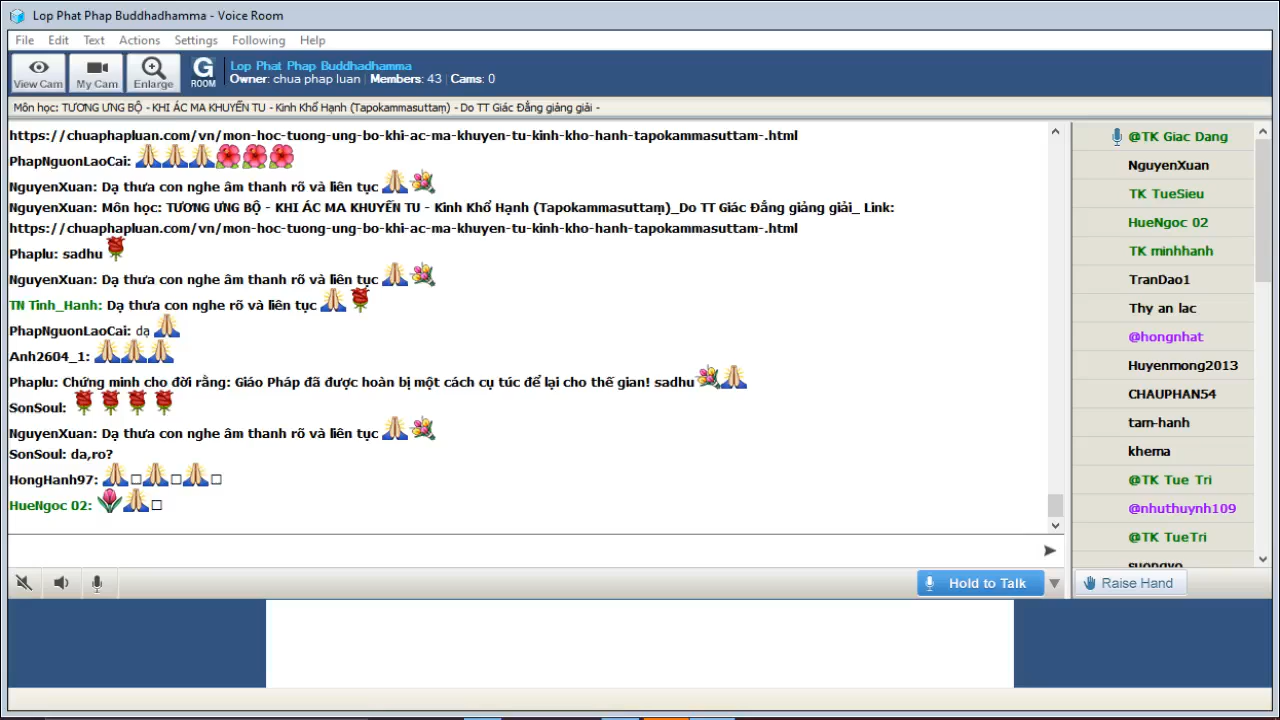 Lop Phat Phap Buddhadhamma - Voice Room
File Edit Text Actions Settings Following Help
View Cam My Cam Enlarge G ROOM
Lop Phat Phap Buddhadhamma
Owner: chua phap luan | Members: 43 | Cams: 0
Môn học: TƯƠNG ƯNG BỘ - KHI ÁC MA KHUYẾN TU - Kinh Khổ Hạnh (Tapokammasuttaṃ) - Do TT Giác Đẳng giảng giải -
https://chuaphapluan.com/vn/mon-hoc-tuong-ung-bo-khi-ac-ma-khuyen-tu-kinh-kho-hanh-tapokammasuttam-.html
PhapNguonLaoCai:
NguyenXuan: Dạ thưa con nghe âm thanh rõ và liên tục
NguyenXuan: Môn học: TƯƠNG ƯNG BỘ - KHI ÁC MA KHUYẾN TU - Kinh Khổ Hạnh (Tapokammasuttaṃ)_Do TT Giác Đẳng giảng giải_ Link:
https://chuaphapluan.com/vn/mon-hoc-tuong-ung-bo-khi-ac-ma-khuyen-tu-kinh-kho-hanh-tapokammasuttam-.html
Phaplu: sadhu
NguyenXuan: Dạ thưa con nghe âm thanh rõ và liên tục
TN Tinh_Hanh: Dạ thưa con nghe rõ và liên tục
PhapNguonLaoCai: dạ
Anh2604_1:
Phaplu: Chứng minh cho đời rằng: Giáo Pháp đã được hoàn bị một cách cụ túc để lại cho thế gian! sadhu
SonSoul:
NguyenXuan: Dạ thưa con nghe âm thanh rõ và liên tục
SonSoul: da,ro?
HongHanh97:
HueNgoc 02:
@TK Giac Dang
NguyenXuan
TK TueSieu
HueNgoc 02
TK minhhanh
TranDao1
Thy an lac
@hongnhat
Huyenmong2013
CHAUPHAN54
tam-hanh
khema
@TK Tue Tri
@nhuthuynh109
@TK TueTri
Hold to Talk
Raise Hand